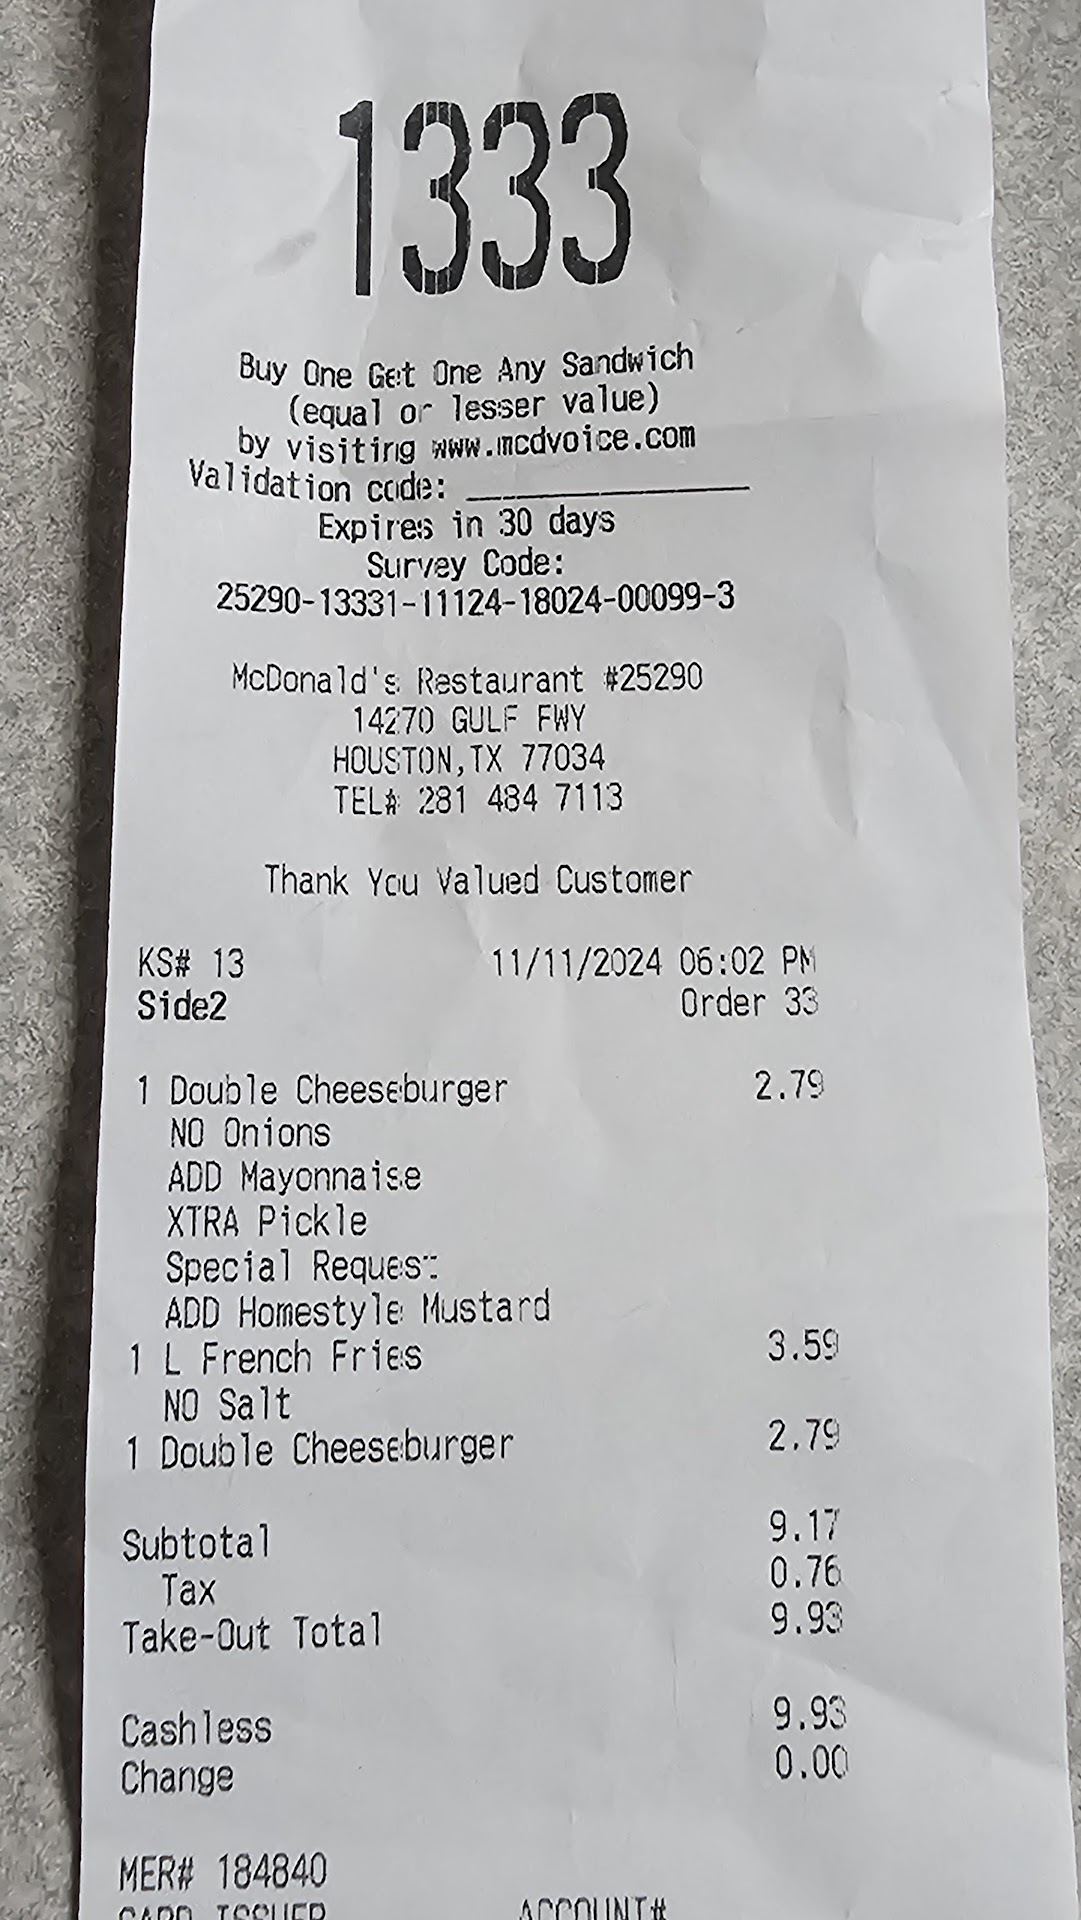 1333
Buy One Get One Any Sandwich
(equal or lesser value)
by visiting www.mcdvoice.com
Validation code: ______________
Expires in 30 days
Survey Code:
25290-13331-11124-18024-00099-3
McDonald's Restaurant #25290
14270 GULF FWY
HOUSTON,TX 77034
TEL# 281 484 7113
Thank You Valued Customer
KS# 13 11/11/2024 06:02 PM
Side2 Order 33
1 Double Cheeseburger 2.79
NO Onions
ADD Mayonnaise
XTRA Pickle
Special Request
ADD Homestyle Mustard
1 L French Fries 3.59
NO Salt
1 Double Cheeseburger 2.79
Subtotal 9.17
Tax 0.76
Take-Out Total 9.93
Cashless 9.93
Change 0.00
MER# 184840
CARD ISSUER ACCOUNT#